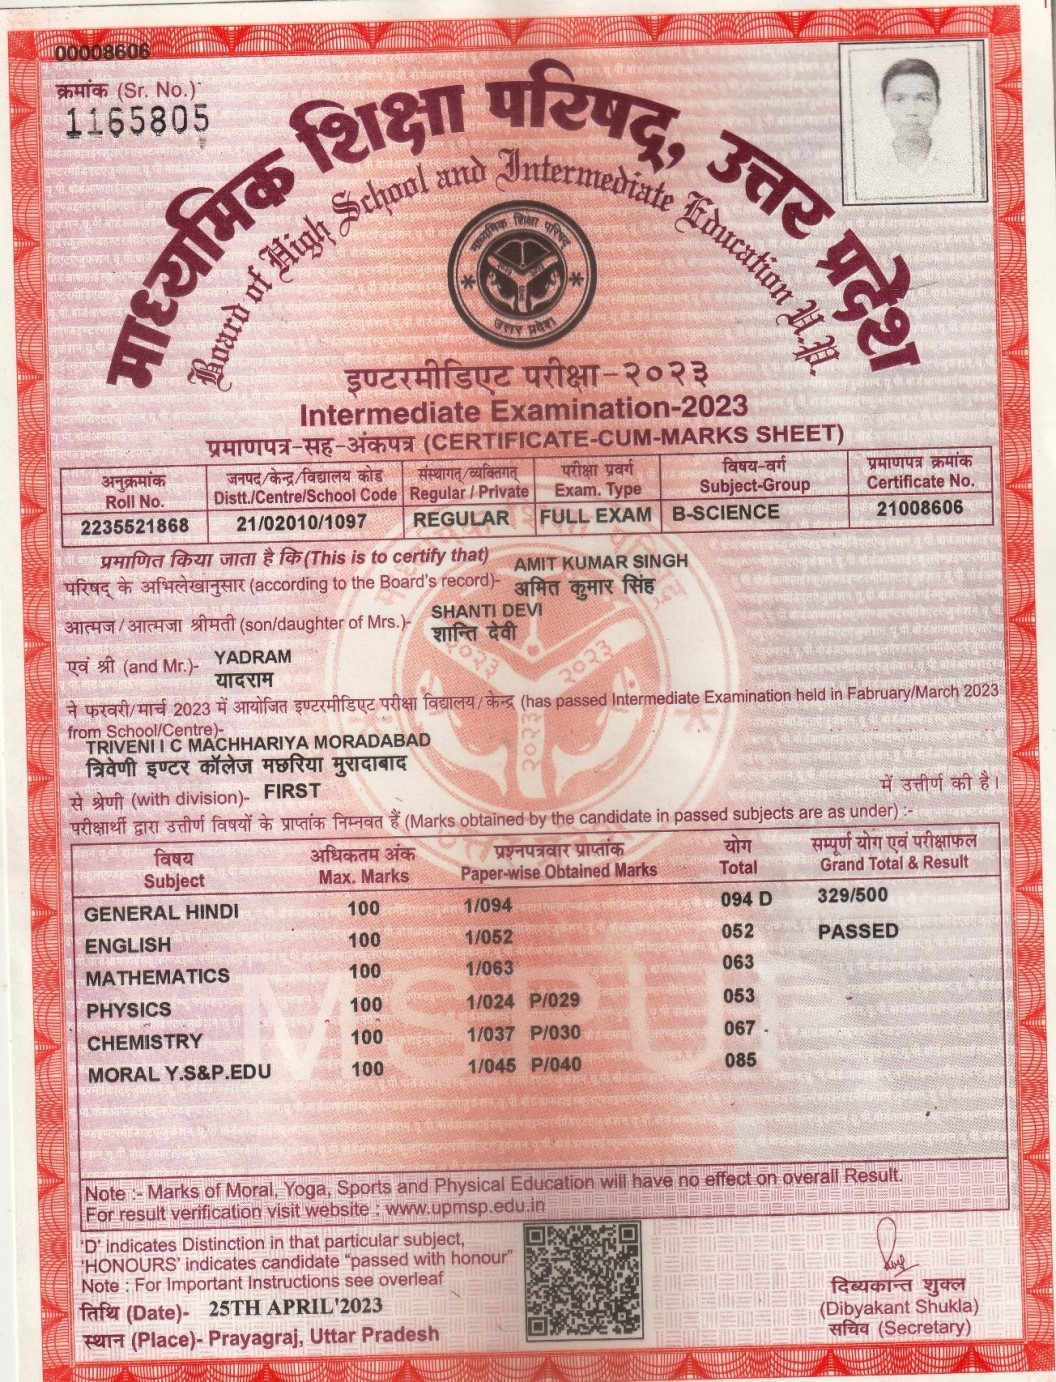 00008606
क्रमांक (Sr. No.)
1165805
माध्यमिक शिक्षा परिषद्, उत्तर प्रदेश
Board of High School and Intermediate Education U.P.
माध्यमिक शिक्षा परिषद्
उत्तर प्रदेश
इण्टरमीडिएट परीक्षा-२०२३
Intermediate Examination-2023
प्रमाणपत्र-सह-अंकपत्र (CERTIFICATE-CUM-MARKS SHEET)
अनुक्रमांक जनपद/केन्द्र/विद्यालय कोड संस्थागत/व्यक्तिगत परीक्षा प्रवर्ग विषय-वर्ग प्रमाणपत्र क्रमांक
Roll No. Distt./Centre/School Code Regular / Private Exam. Type Subject-Group Certificate No.
2235521868 21/02010/1097 REGULAR FULL EXAM B-SCIENCE 21008606
प्रमाणित किया जाता है कि (This is to certify that) AMIT KUMAR SINGH
परिषद् के अभिलेखानुसार (according to the Board's record)- अमित कुमार सिंह
SHANTI DEVI
आत्मज/आत्मजा श्रीमती (son/daughter of Mrs.)- शान्ति देवी
एवं श्री (and Mr.)- YADRAM
यादराम
ने फरवरी/मार्च 2023 में आयोजित इण्टरमीडिएट परीक्षा विद्यालय/केन्द्र (has passed Intermediate Examination held in Fabruary/March 2023
from School/Centre)-
TRIVENI I C MACHHARIYA MORADABAD
त्रिवेणी इण्टर कॉलेज मछरिया मुरादाबाद
से श्रेणी (with division)- FIRST में उत्तीर्ण की है।
परीक्षार्थी द्वारा उत्तीर्ण विषयों के प्राप्तांक निम्नवत हैं (Marks obtained by the candidate in passed subjects are as under) :-
विषय अधिकतम अंक प्रश्नपत्रवार प्राप्तांक योग सम्पूर्ण योग एवं परीक्षाफल
Subject Max. Marks Paper-wise Obtained Marks Total Grand Total & Result
GENERAL HINDI 100 1/094 094 D 329/500
ENGLISH 100 1/052 052 PASSED
MATHEMATICS 100 1/063 063
PHYSICS 100 1/024 P/029 053
CHEMISTRY 100 1/037 P/030 067
MORAL Y.S&P.EDU 100 1/045 P/040 085
Note :- Marks of Moral, Yoga, Sports and Physical Education will have no effect on overall Result.
For result verification visit website : www.upmsp.edu.in
'D' indicates Distinction in that particular subject,
'HONOURS' indicates candidate "passed with honour"
Note : For Important Instructions see overleaf
तिथि (Date)- 25TH APRIL'2023
स्थान (Place)- Prayagraj, Uttar Pradesh
दिव्यकान्त शुक्ल
(Dibyakant Shukla)
सचिव (Secretary)